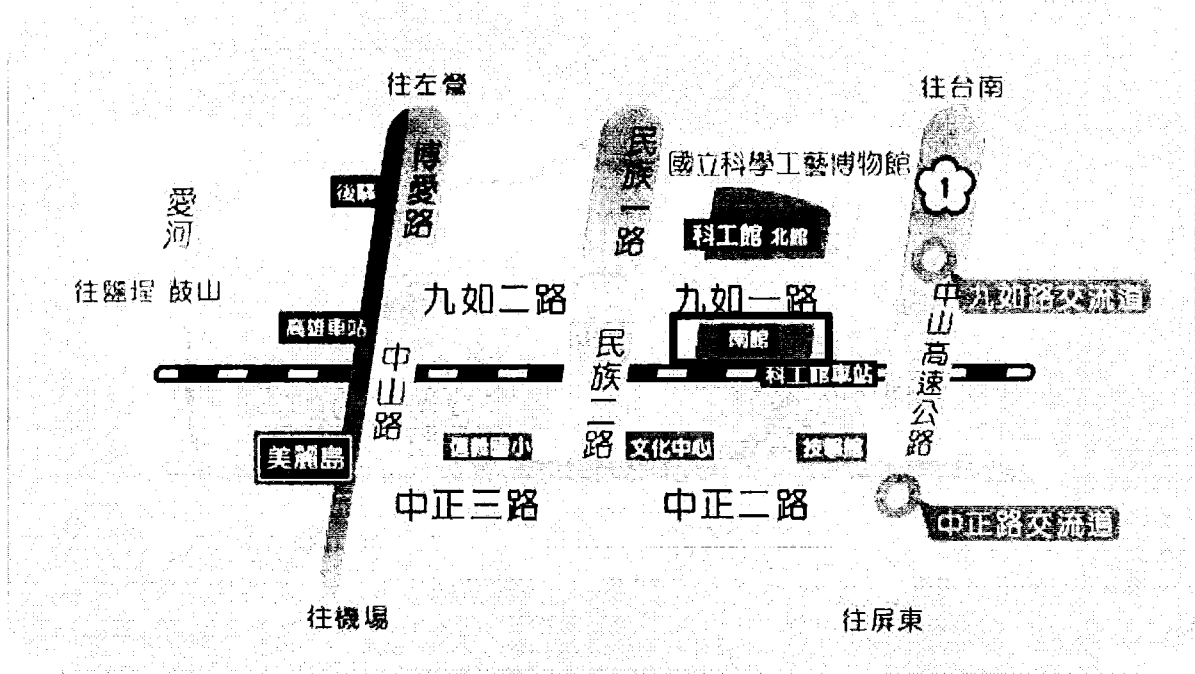 往左營
往台南
博愛路
民族一路
國立科學工藝博物館
1
後驛
愛河
科工館 北館
往鹽埕 鼓山
九如二路
九如一路
九如路交流道
高雄車站
南館
中山路
民族二路
中山高速公路
科工館車站
美麗島
文化中心
技擊館
中正三路
中正二路
中正路交流道
往機場
往屏東